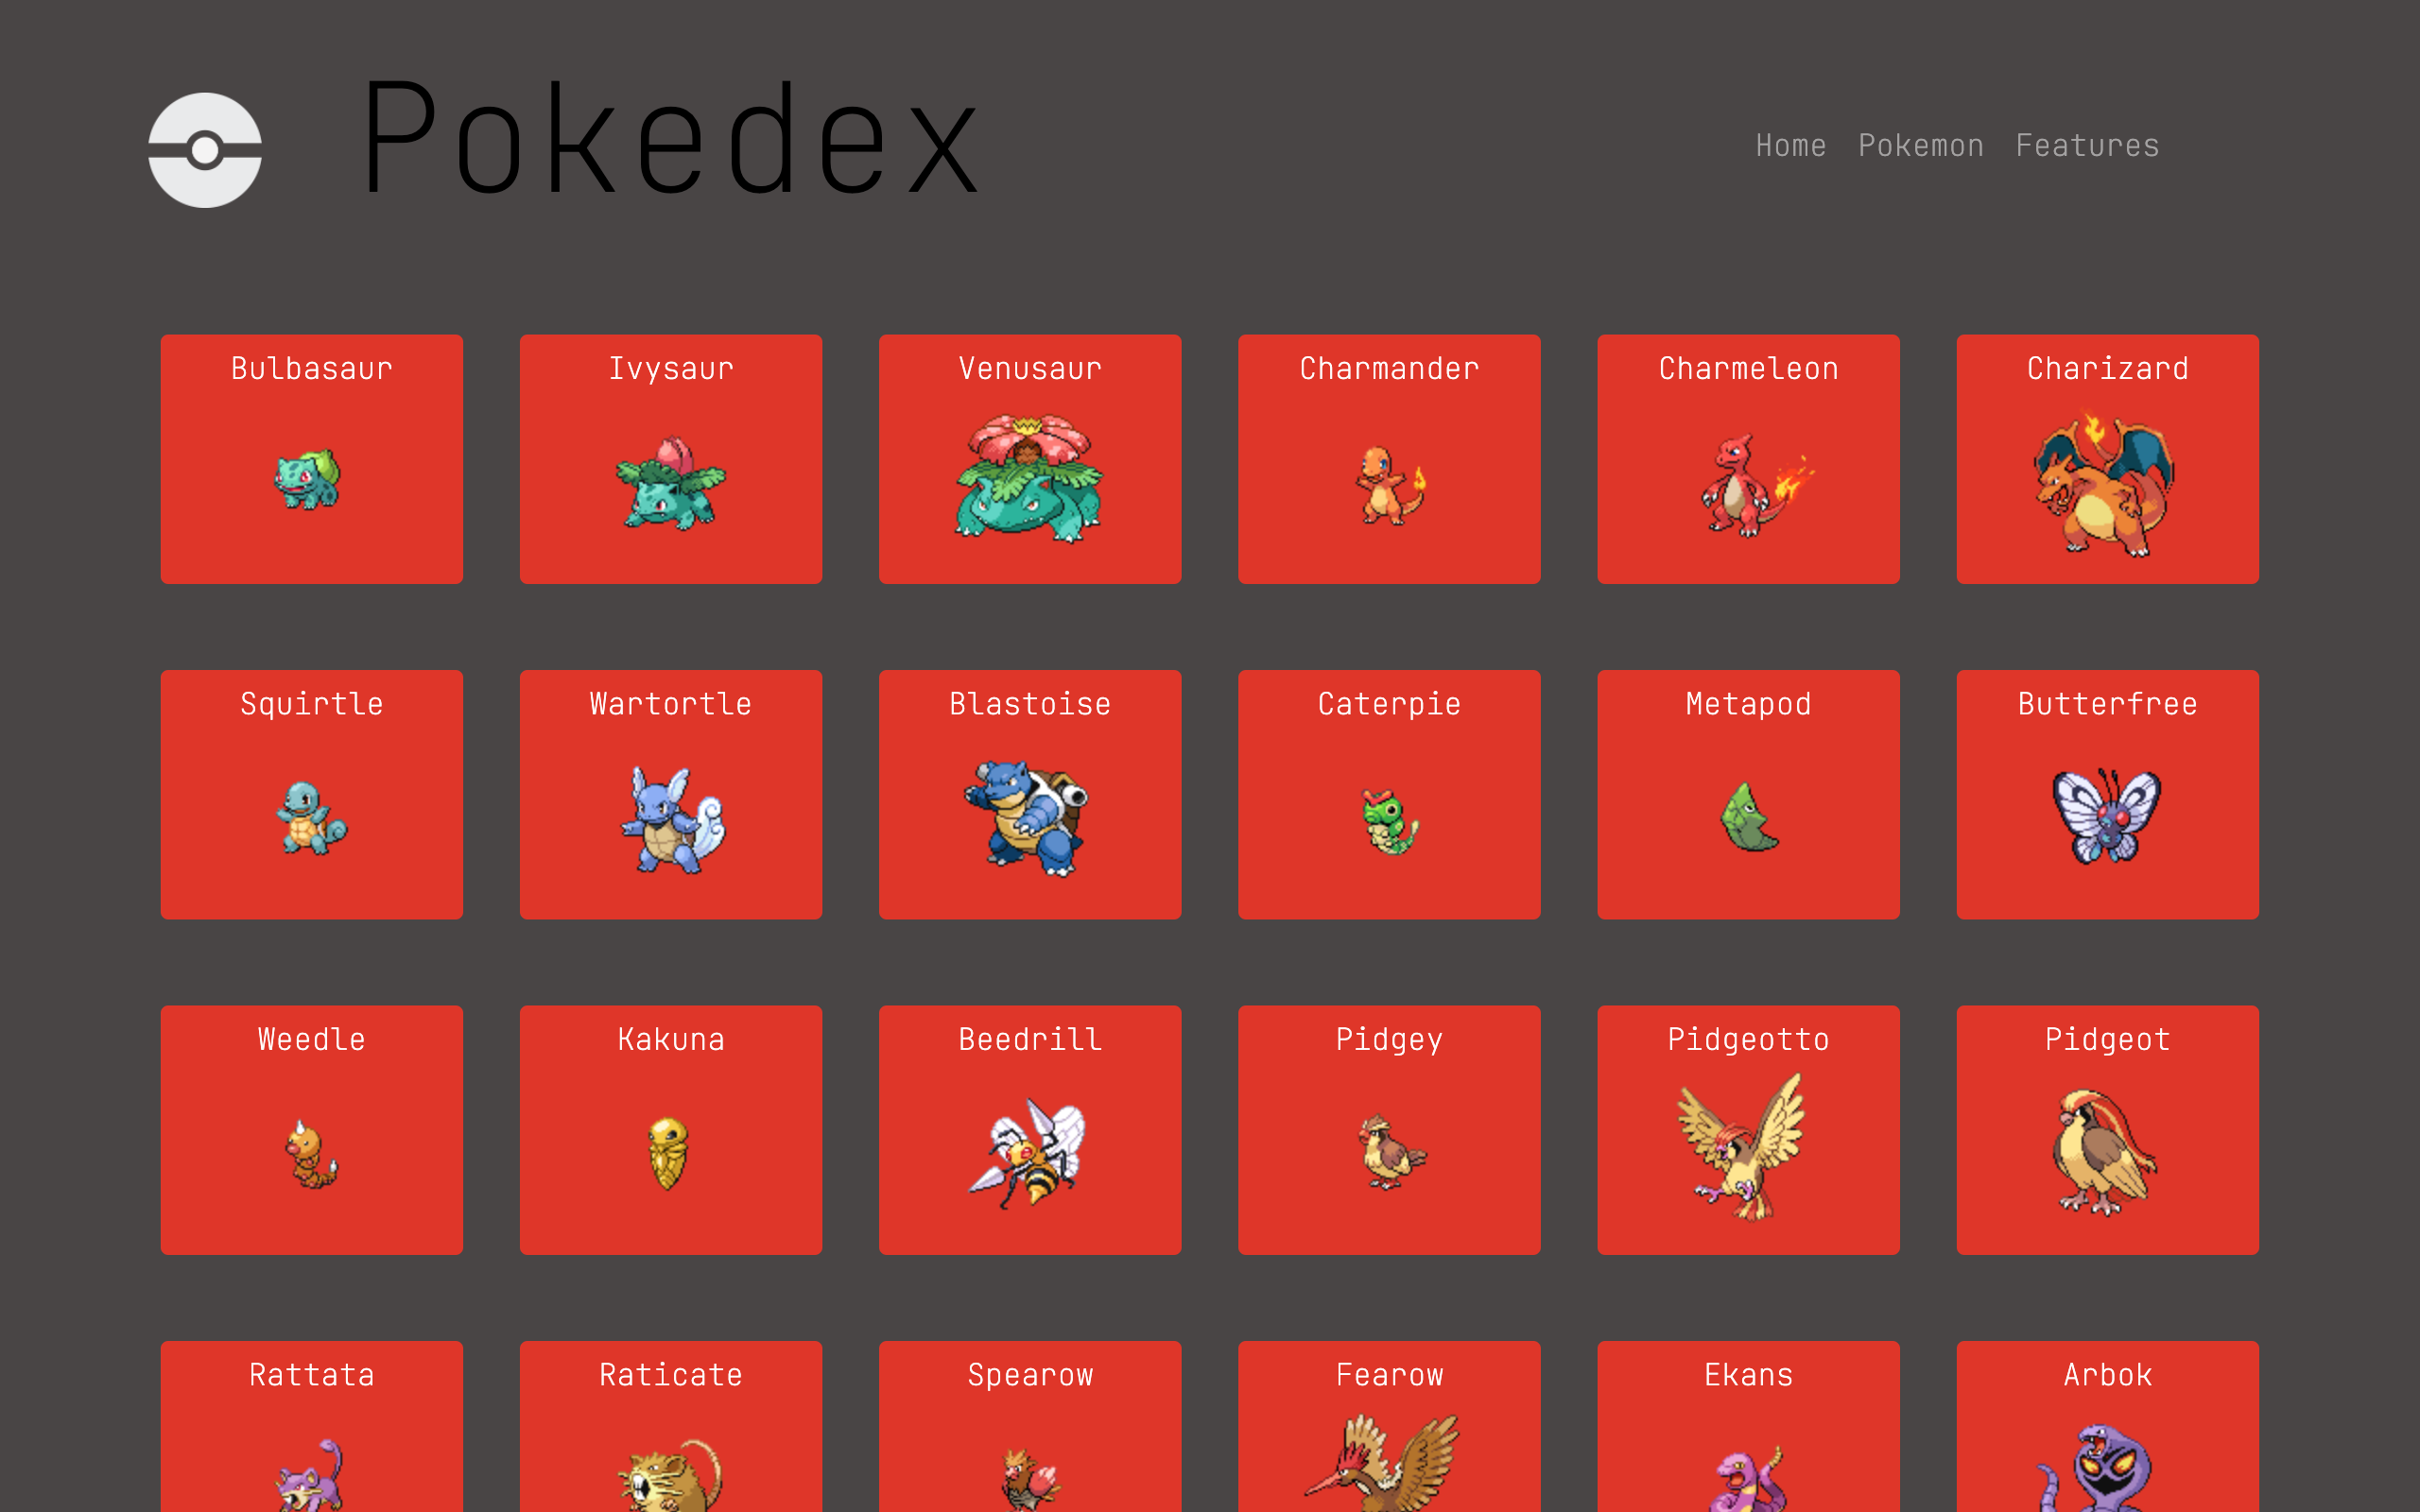 Pokedex
Home Pokemon Features
Bulbasaur Ivysaur Venusaur Charmander Charmeleon Charizard
Squirtle Wartortle Blastoise Caterpie Metapod Butterfree
Weedle Kakuna Beedrill Pidgey Pidgeotto Pidgeot
Rattata Raticate Spearow Fearow Ekans Arbok